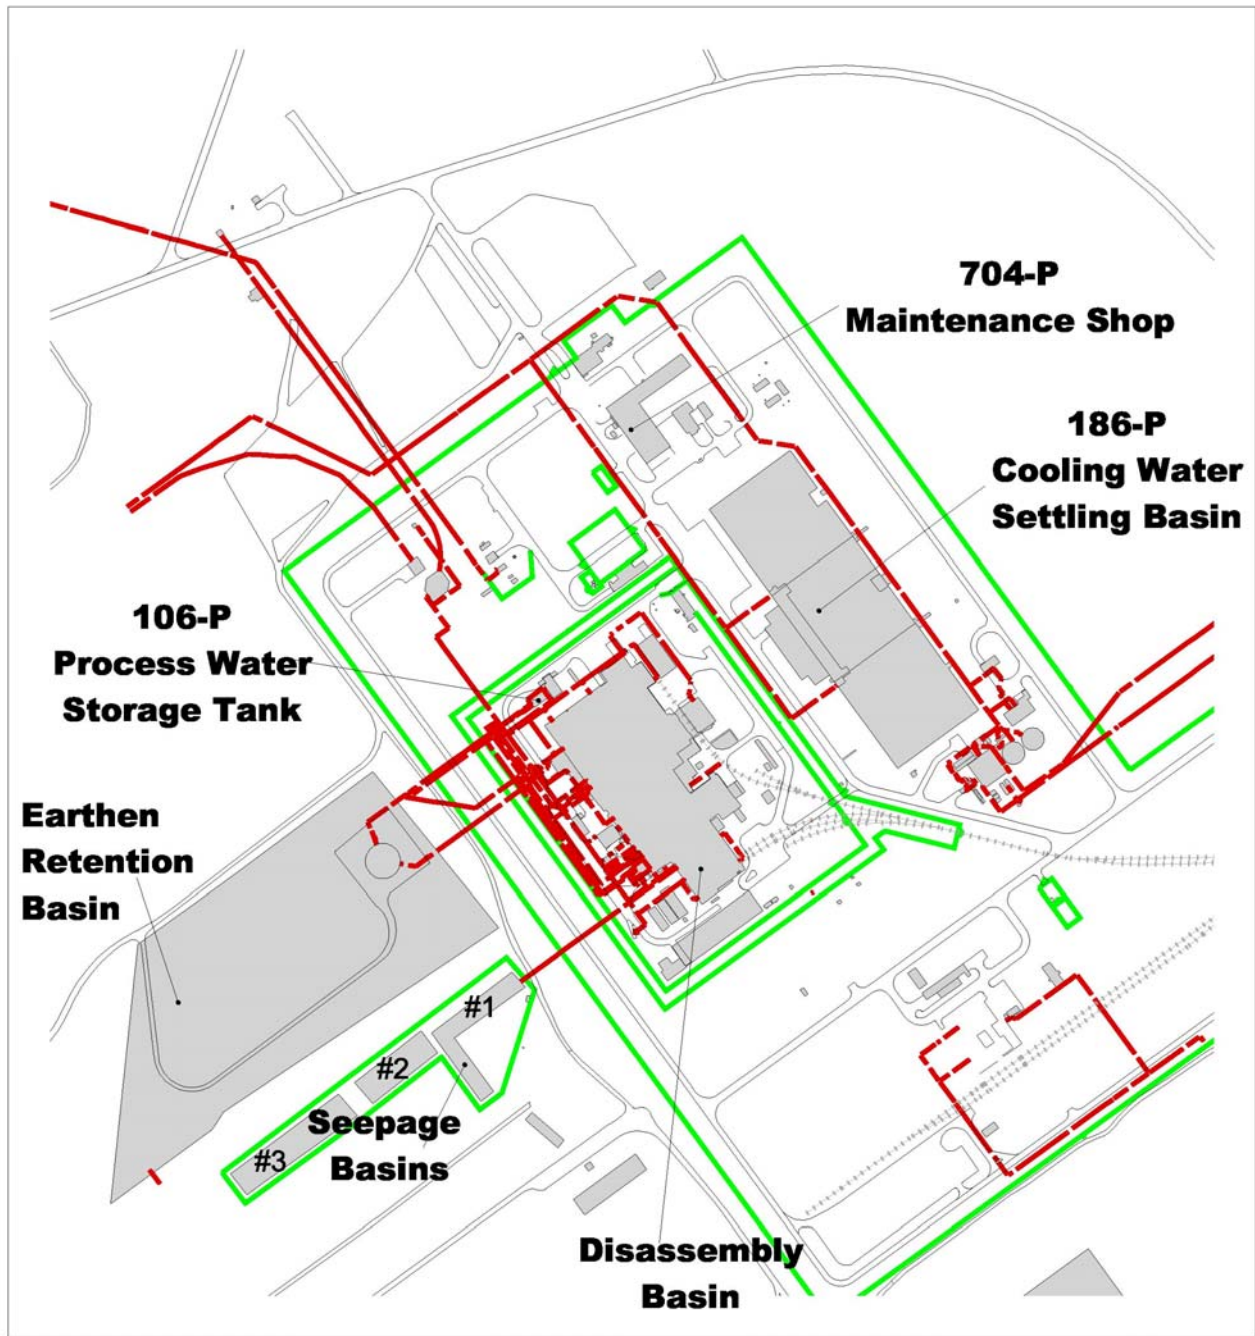 704-P
Maintenance Shop
186-P
Cooling Water
Settling Basin
106-P
Process Water
Storage Tank
Earthen
Retention
Basin
#1
#2
#3
Seepage
Basins
Disassembly
Basin